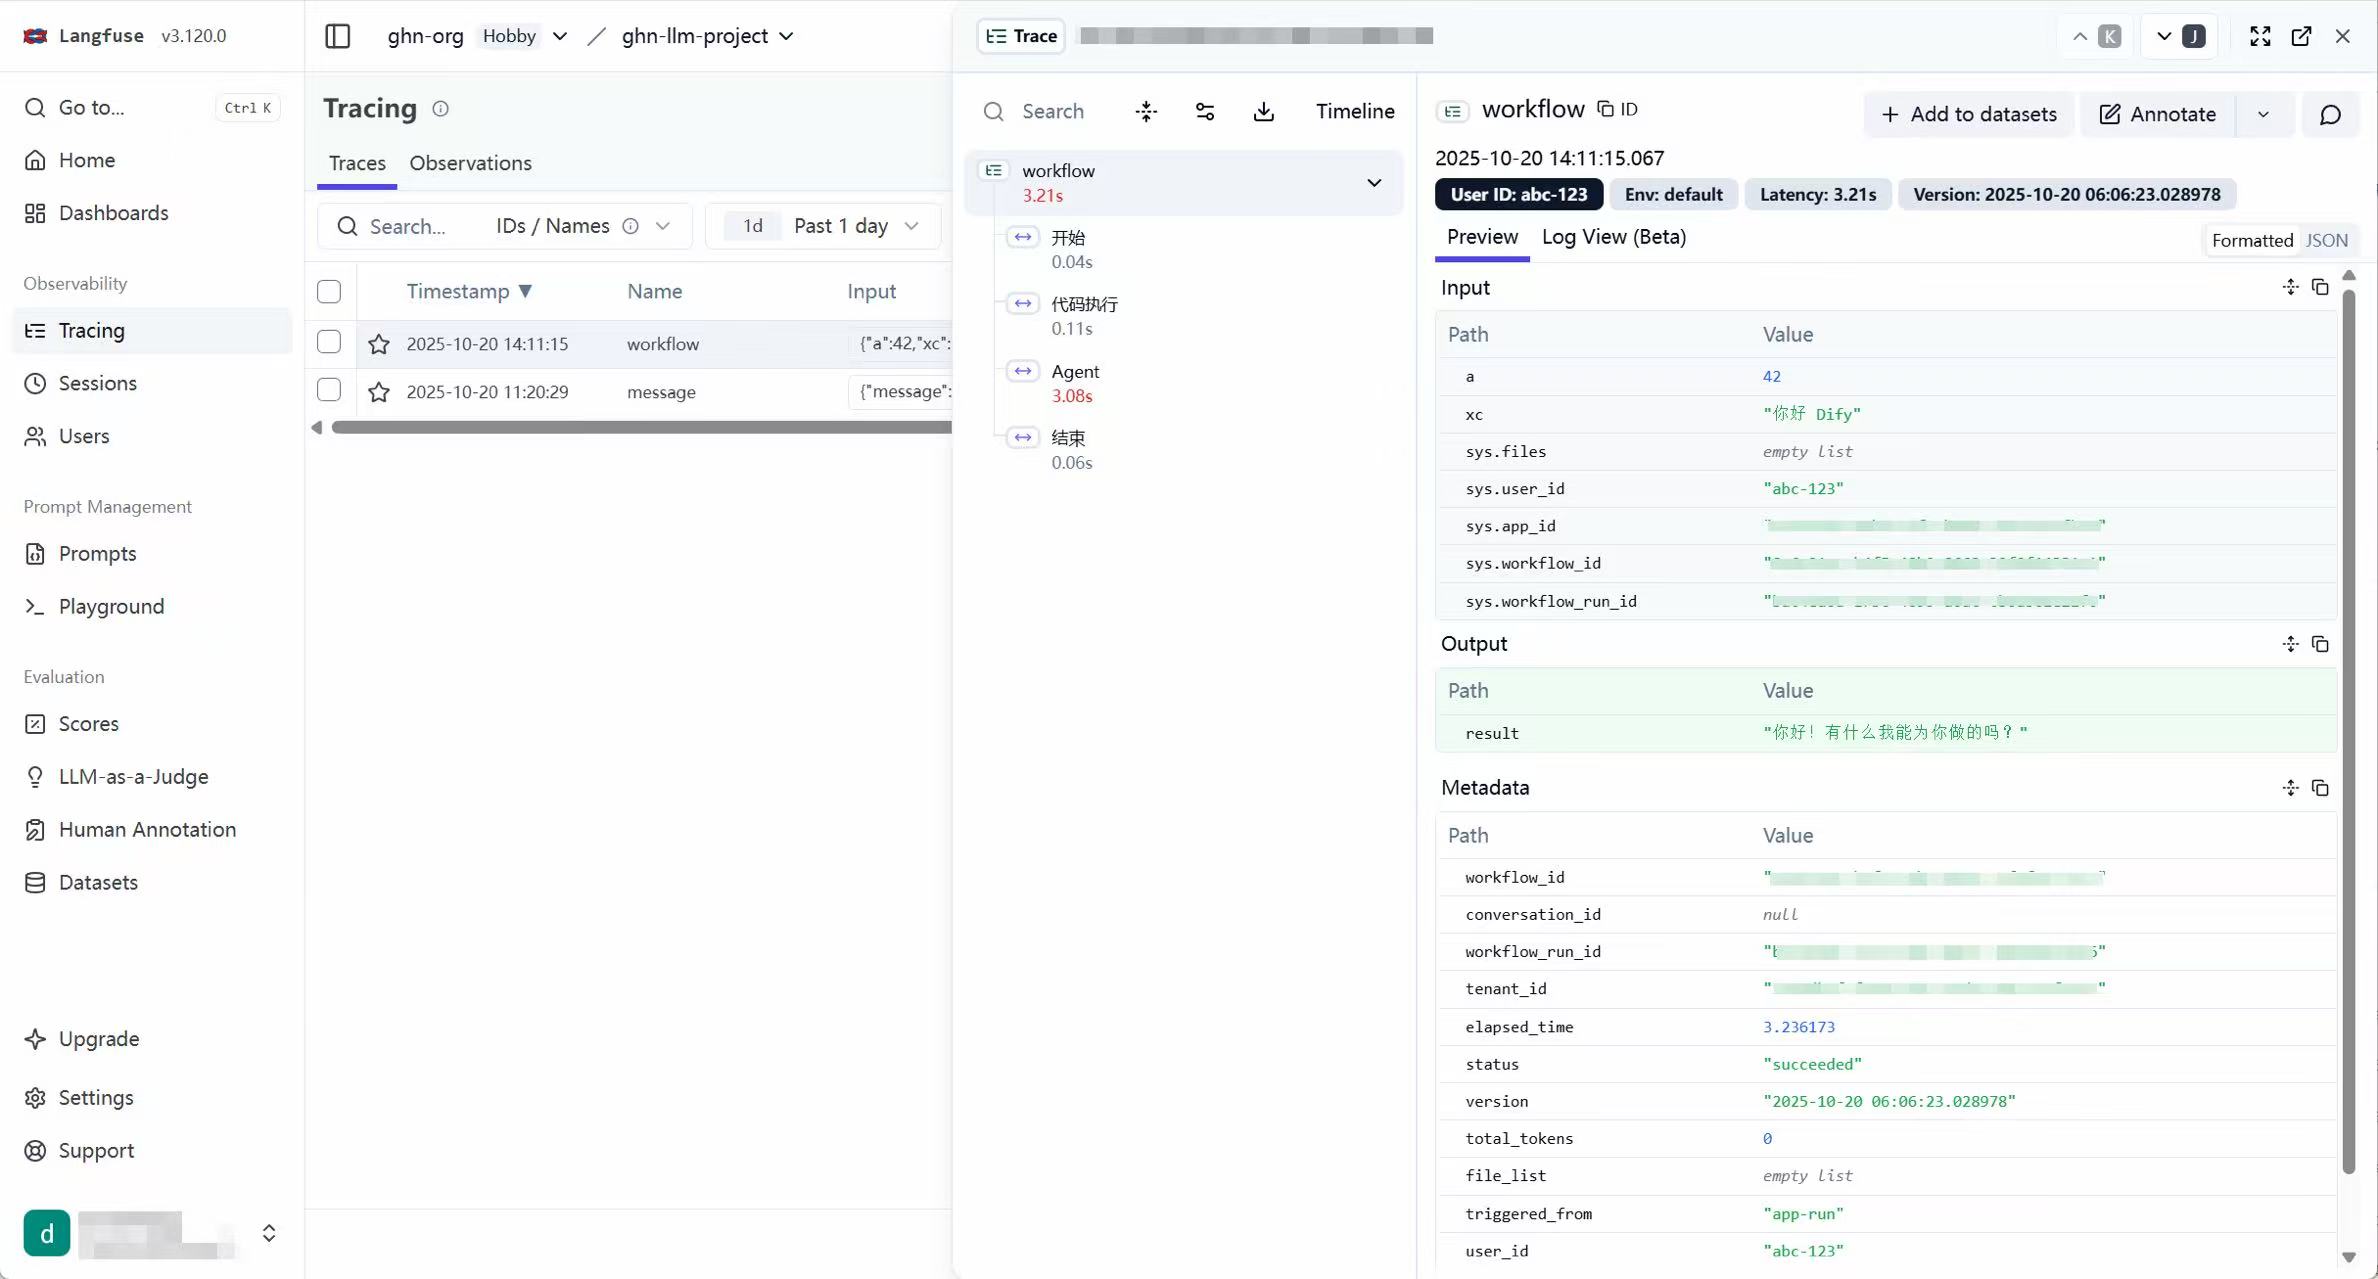 Langfuse v3.120.0
Go to... Ctrl K
Home
Dashboards
Observability
Tracing
Sessions
Users
Prompt Management
Prompts
Playground
Evaluation
Scores
LLM-as-a-Judge
Human Annotation
Datasets
Upgrade
Settings
Support
d
ghn-org Hobby / ghn-llm-project
Tracing
Traces Observations
Search... IDs / Names 1d Past 1 day
Timestamp ▼ Name Input
2025-10-20 14:11:15 workflow {"a":42,"xc":
2025-10-20 11:20:29 message {"message":
Trace
K J
Search Timeline
workflow
3.21s
开始
0.04s
代码执行
0.11s
Agent
3.08s
结束
0.06s
workflow ID
+ Add to datasets Annotate
2025-10-20 14:11:15.067
User ID: abc-123 Env: default Latency: 3.21s Version: 2025-10-20 06:06:23.028978
Preview Log View (Beta) Formatted JSON
Input
Path Value
a 42
xc "你好 Dify"
sys.files empty list
sys.user_id "abc-123"
sys.app_id
sys.workflow_id
sys.workflow_run_id
Output
Path Value
result "你好！有什么我能为你做的吗？"
Metadata
Path Value
workflow_id
conversation_id null
workflow_run_id
tenant_id
elapsed_time 3.236173
status "succeeded"
version "2025-10-20 06:06:23.028978"
total_tokens 0
file_list empty list
triggered_from "app-run"
user_id "abc-123"